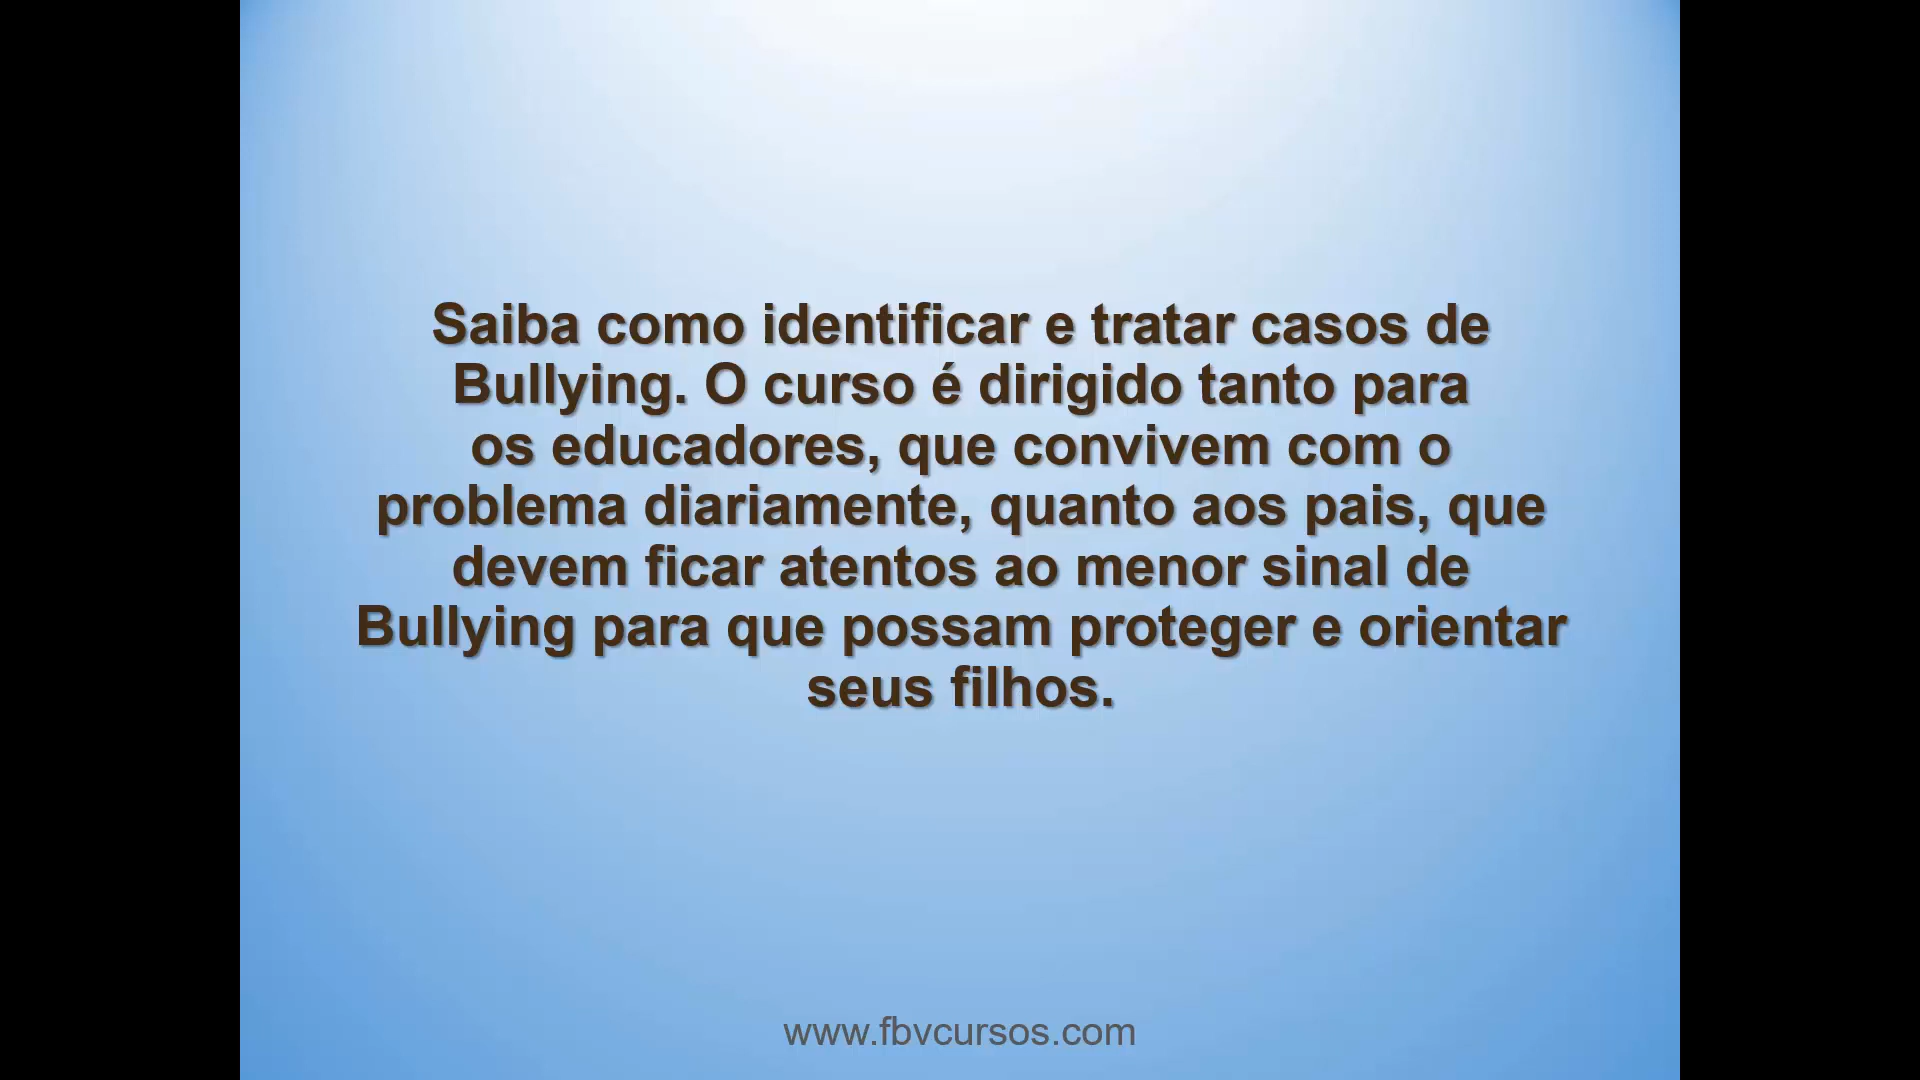 Saiba como identificar e tratar casos de
Bullying. O curso é dirigido tanto para
os educadores, que convivem com o
problema diariamente, quanto aos pais, que
devem ficar atentos ao menor sinal de
Bullying para que possam proteger e orientar
seus filhos.
www.fbvcursos.com